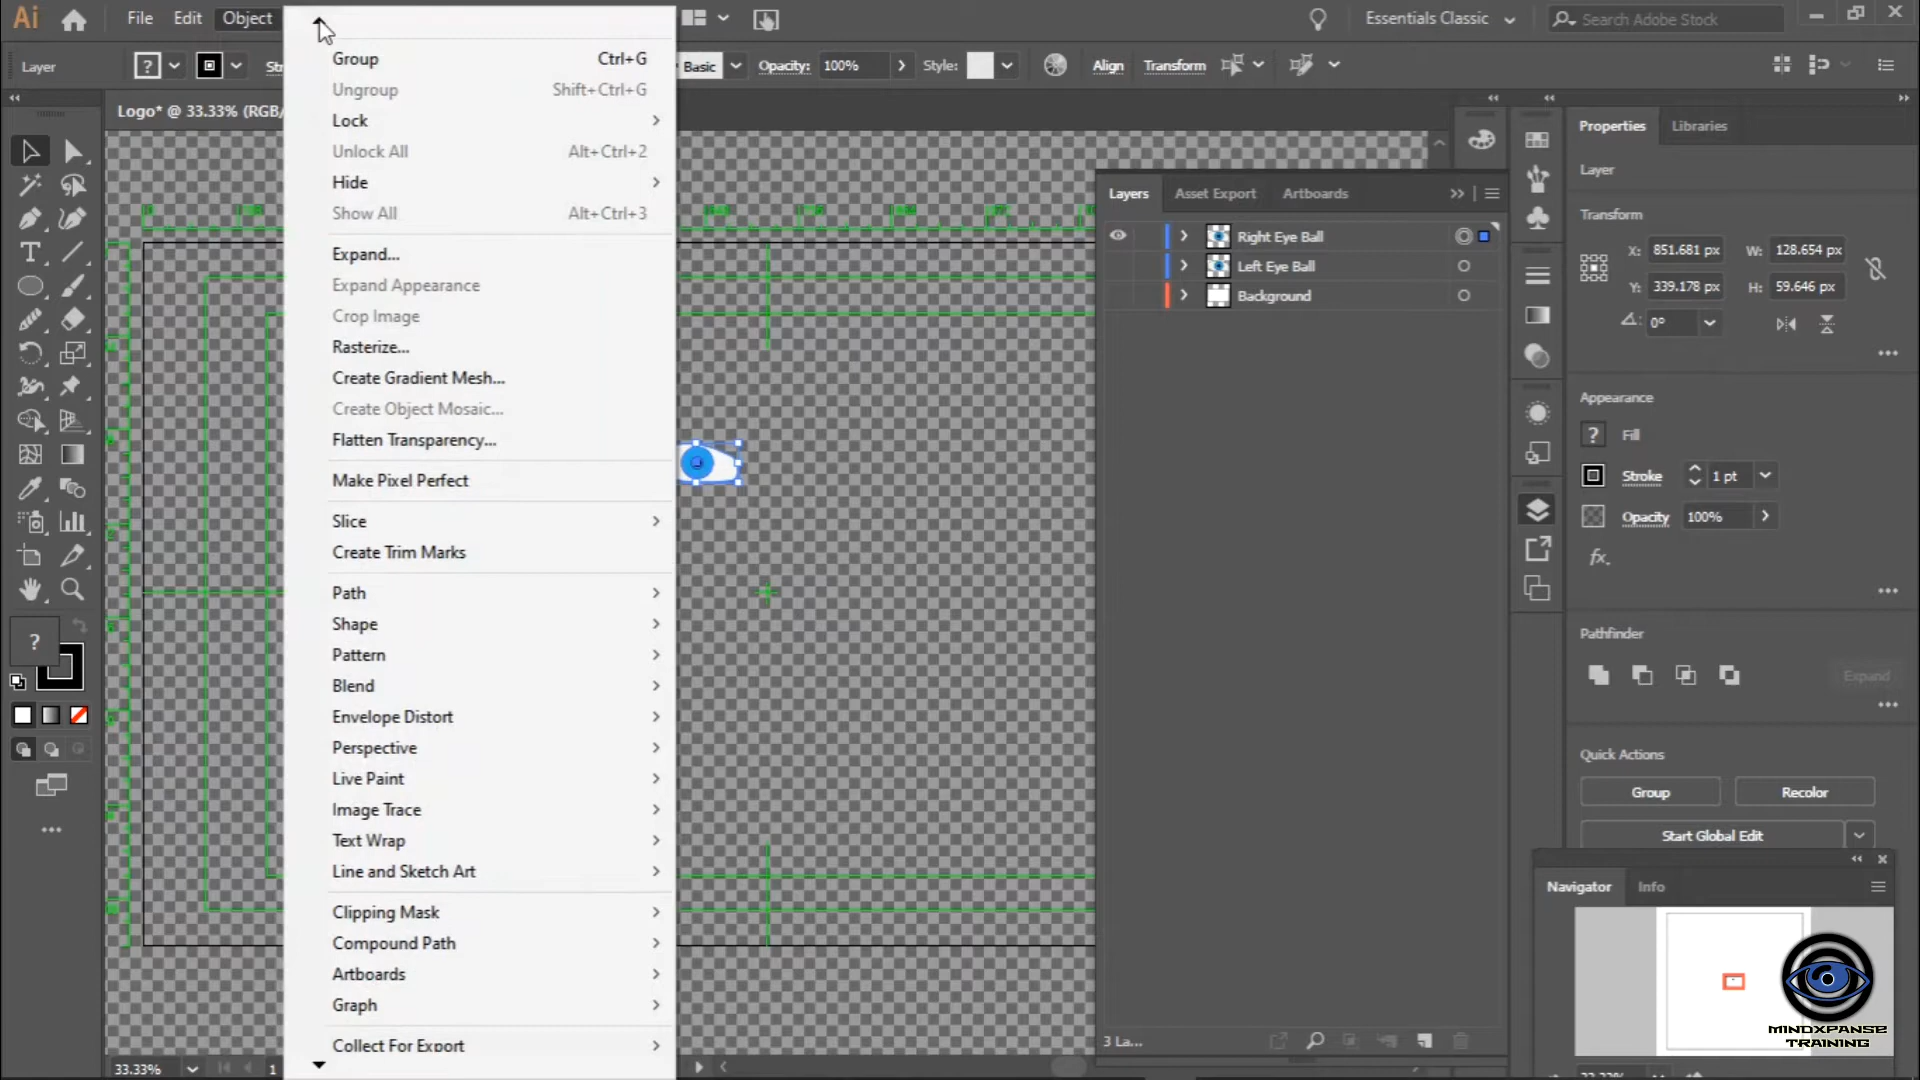 Ai File Edit Object Essentials Classic Search Adobe Stock
Layer ? Basic Opacity: 100% Style: Align Transform
Logo* @ 33.33% (RGB/
Group Ctrl+G
Ungroup Shift+Ctrl+G
Lock
Unlock All Alt+Ctrl+2
Hide
Show All Alt+Ctrl+3
Expand...
Expand Appearance
Crop Image
Rasterize...
Create Gradient Mesh...
Create Object Mosaic...
Flatten Transparency...
Make Pixel Perfect
Slice
Create Trim Marks
Path
Shape
Pattern
Blend
Envelope Distort
Perspective
Live Paint
Image Trace
Text Wrap
Line and Sketch Art
Clipping Mask
Compound Path
Artboards
Graph
Collect For Export
33.33% 1
?
Layers Asset Export Artboards
Right Eye Ball
Left Eye Ball
Background
3 La...
Properties Libraries
Layer
Transform
X: 851.681 px W: 128.654 px
Y: 339.178 px H: 59.646 px
0°
Appearance
? Fill
Stroke 1 pt
Opacity 100%
fx.
Pathfinder
Expand
Quick Actions
Group Recolor
Start Global Edit
Navigator Info
MINDXPANSE
TRAINING
33.33%